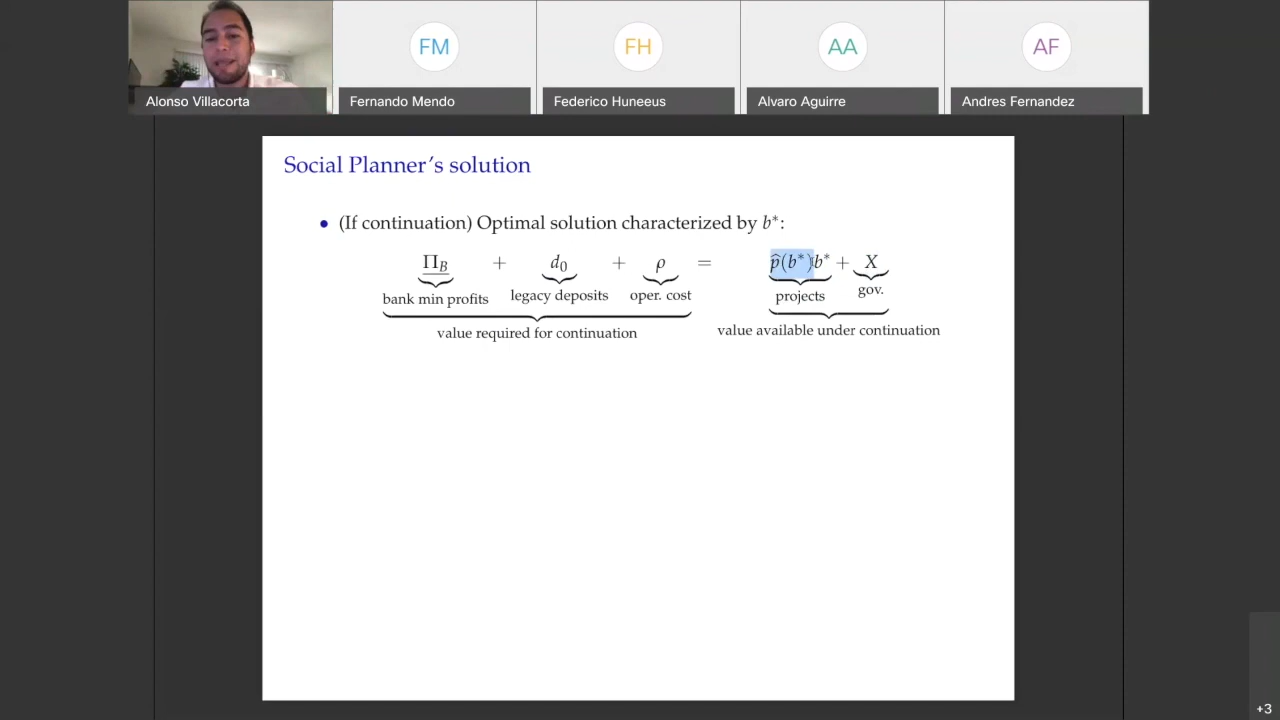 FM
FH
AA
AF
Alonso Villacorta
Fernando Mendo
Federico Huneeus
Alvaro Aguirre
Andres Fernandez
Social Planner's solution
• (If continuation) Optimal solution characterized by b*:
Π_B + d₀ + ρ = p̂(b*)b* + X
bank min profits legacy deposits oper. cost projects gov.
value required for continuation value available under continuation
+3